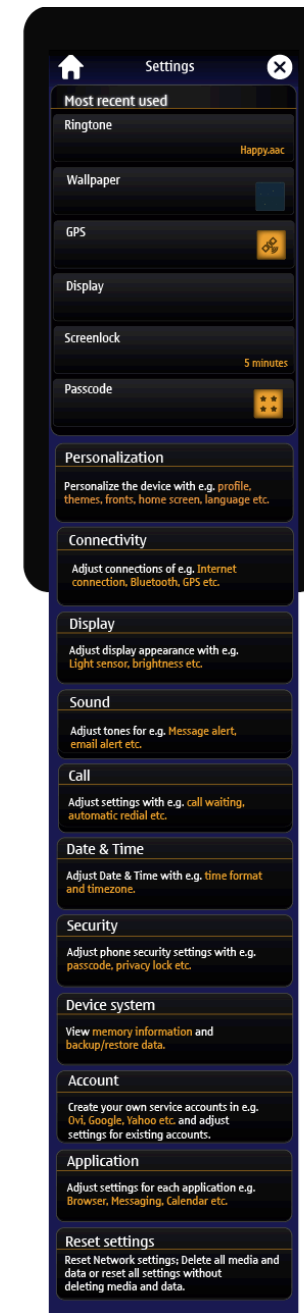 Settings
Most recent used
Ringtone
Happy.aac
Wallpaper
GPS
Display
Screenlock
5 minutes
Passcode
Personalization
Personalize the device with e.g. profile,
themes, fronts, home screen, language etc.
Connectivity
Adjust connections of e.g. Internet
connection, Bluetooth, GPS etc.
Display
Adjust display appearance with e.g.
Light sensor, brightness etc.
Sound
Adjust tones for e.g. Message alert,
email alert etc.
Call
Adjust settings with e.g. call waiting,
automatic redial etc.
Date & Time
Adjust Date & Time with e.g. time format
and timezone.
Security
Adjust phone security settings with e.g.
passcode, privacy lock etc.
Device system
View memory information and
backup/restore data.
Account
Create your own service accounts in e.g.
Ovi, Google, Yahoo etc. and adjust
settings for existing accounts.
Application
Adjust settings for each application e.g.
Browser, Messaging, Calendar etc.
Reset settings
Reset Network settings; Delete all media and
data or reset all settings without
deleting media and data.